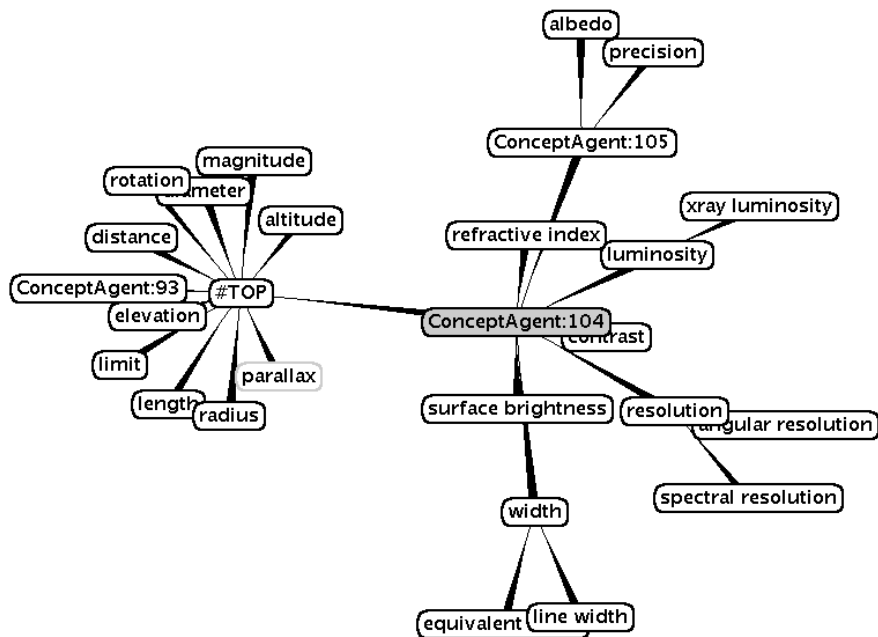 albedo
precision
ConceptAgent:105
magnitude
rotation
diameter
xray luminosity
altitude
refractive index
distance
luminosity
ConceptAgent:93
#TOP
elevation
ConceptAgent:104
contrast
limit
parallax
length
radius
surface brightness
resolution
angular resolution
spectral resolution
width
equivalent
line width